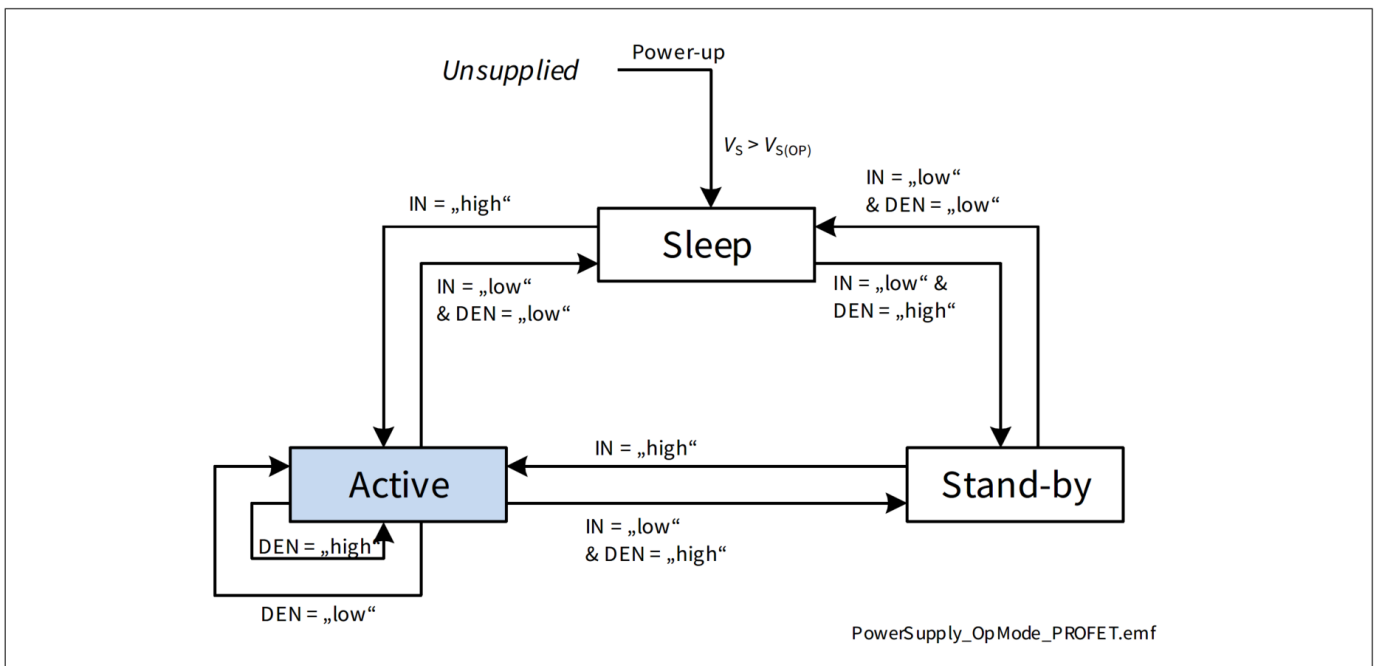 Power-up
Unsupplied
VS > VS(OP)
IN = „low“
& DEN = „low“
IN = „high“
Sleep
IN = „low“
& DEN = „low“
IN = „low“ &
DEN = „high“
IN = „high“
Active
Stand-by
IN = „low“
& DEN = „high“
DEN = „high“
DEN = „low“
PowerSupply_OpMode_PROFET.emf